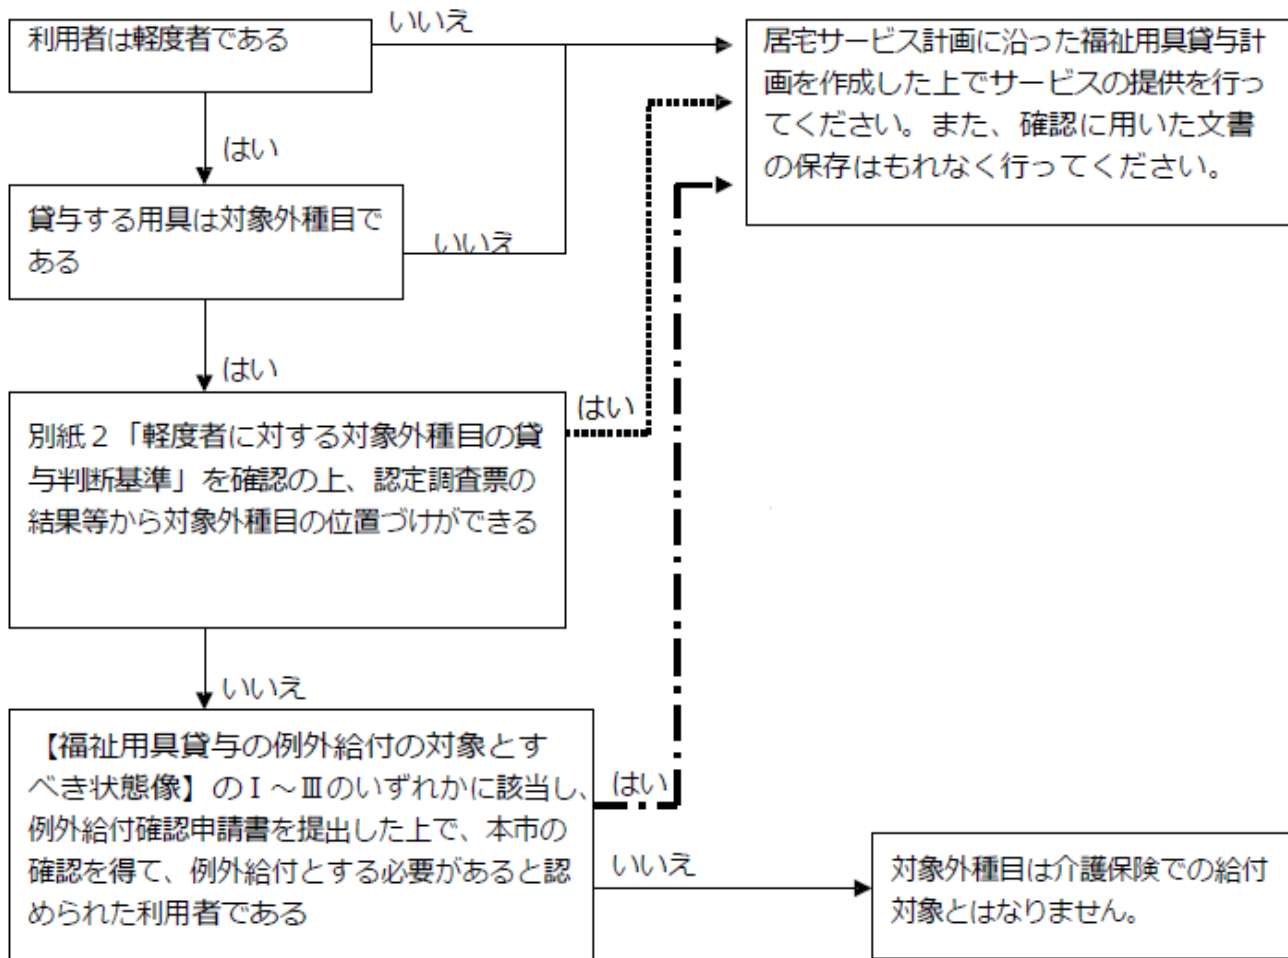 利用者は軽度者である
いいえ
居宅サービス計画に沿った福祉用具貸与計
画を作成した上でサービスの提供を行っ
てください。また、確認に用いた文書
の保存はもれなく行ってください。
はい
貸与する用具は対象外種目で
ある
いいえ
はい
別紙２「軽度者に対する対象外種目の貸
与判断基準」を確認の上、認定調査票の
結果等から対象外種目の位置づけができる
はい
いいえ
【福祉用具貸与の例外給付の対象とす
べき状態像】のⅠ～Ⅲのいずれかに該当し、
例外給付確認申請書を提出した上で、本市の
確認を得て、例外給付とする必要があると認
められた利用者である
はい
いいえ
対象外種目は介護保険での給付
対象とはなりません。